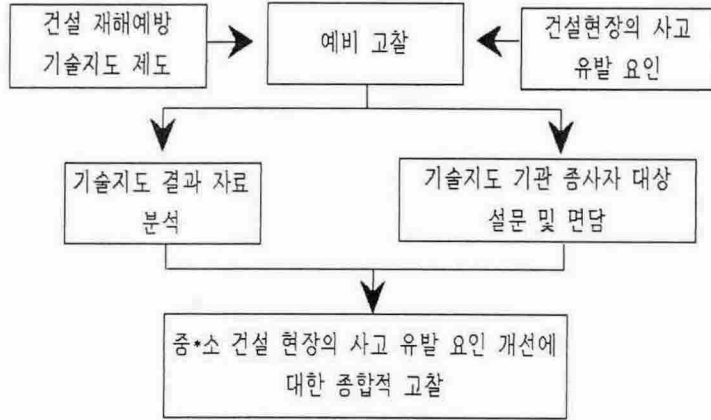 건설 재해예방
기술지도 제도
예비 고찰
건설현장의 사고
유발 요인
기술지도 결과 자료
분석
기술지도 기관 종사자 대상
설문 및 면담
중*소 건설 현장의 사고 유발 요인 개선에
대한 종합적 고찰